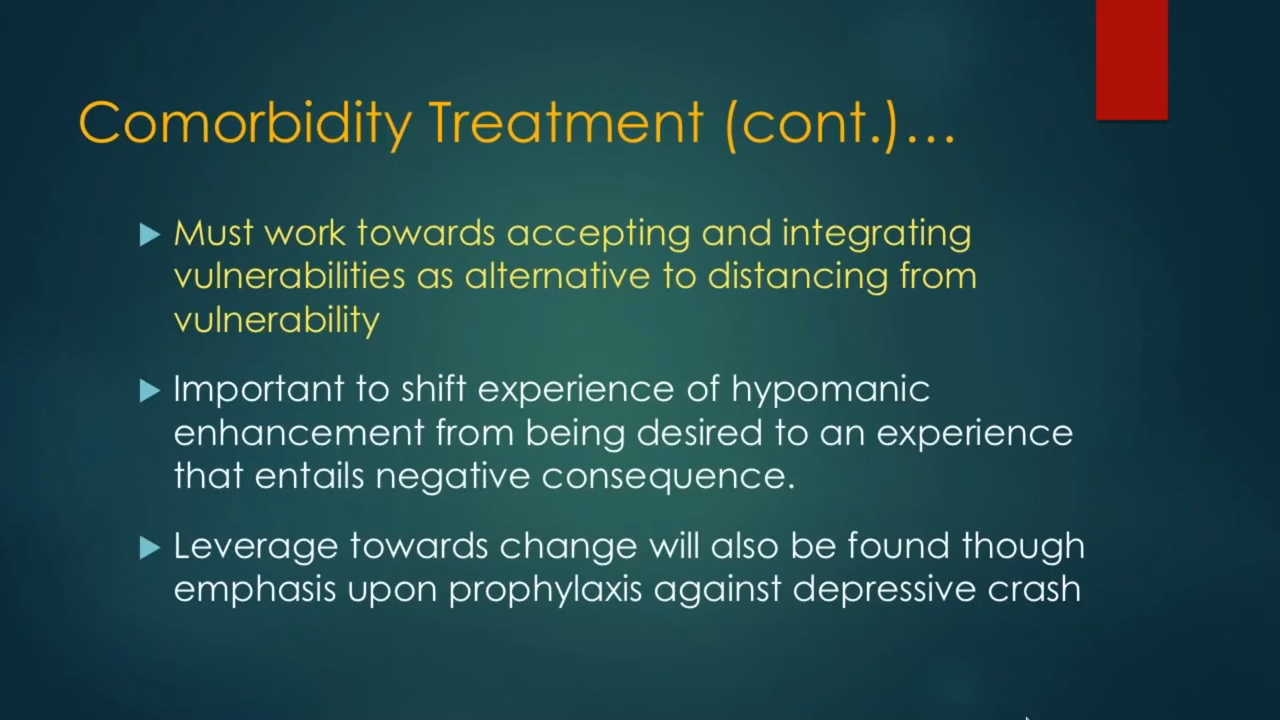 Comorbidity Treatment (cont.)...
Must work towards accepting and integrating
vulnerabilities as alternative to distancing from
vulnerability
Important to shift experience of hypomanic
enhancement from being desired to an experience
that entails negative consequence.
Leverage towards change will also be found though
emphasis upon prophylaxis against depressive crash